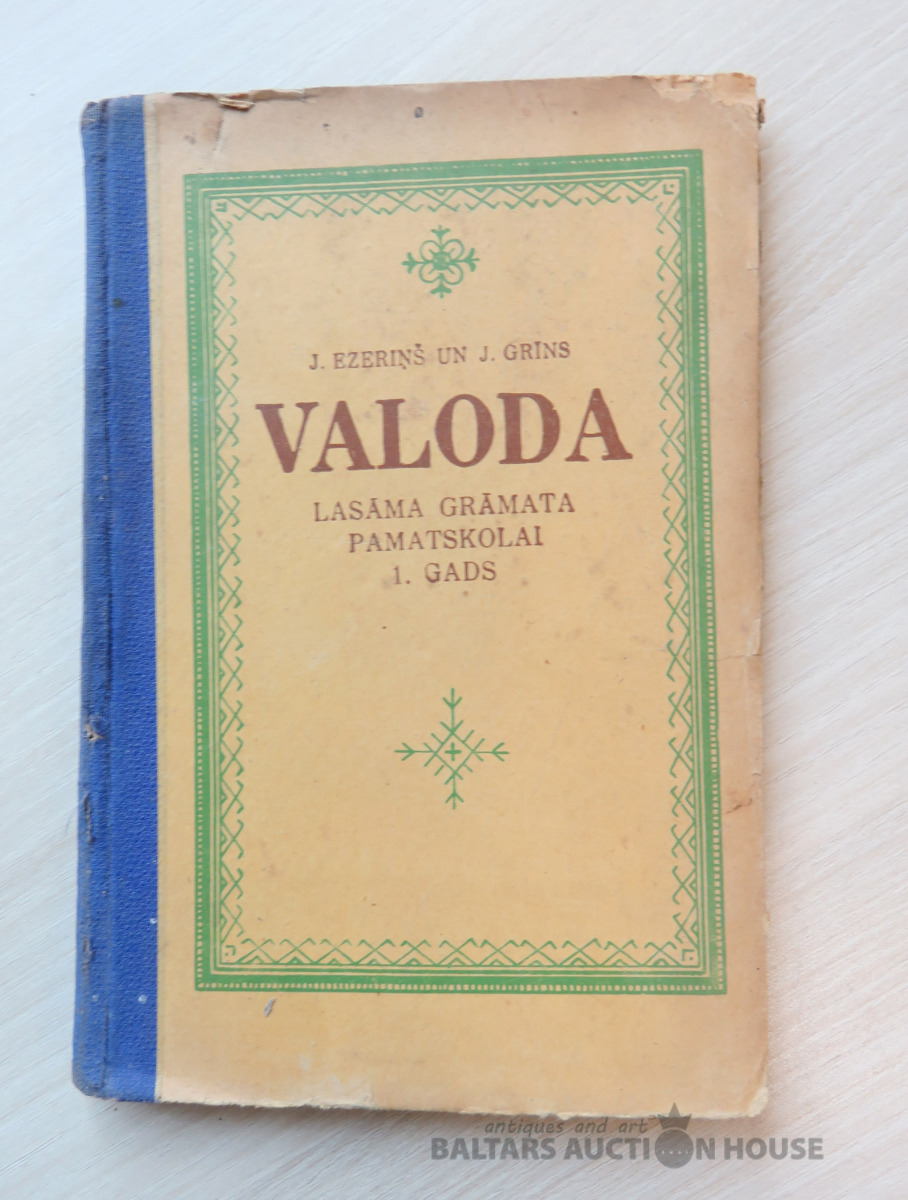 J. EZERIŅŠ UN J. GRĪNS
VALODA
LASĀMA GRĀMATA
PAMATSKOLAI
1. GADS
antiques and art
BALTARS AUCTION HOUSE